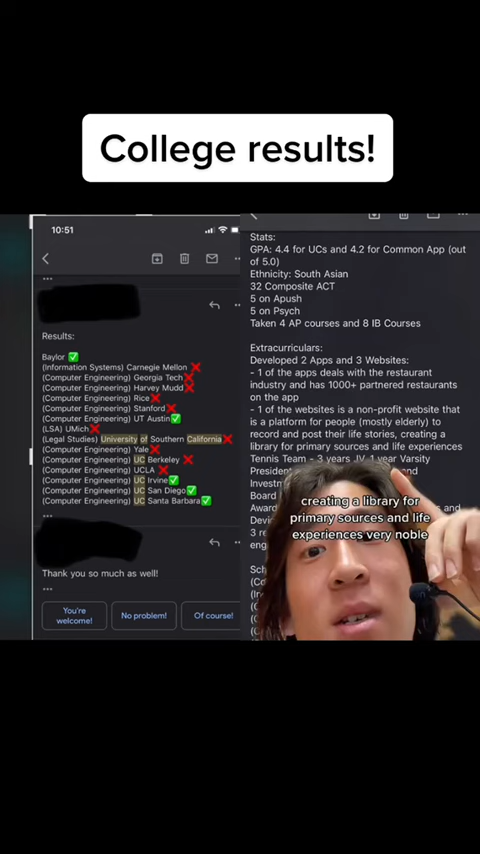 College results!
10:51
Results:
Baylor ✅
(Information Systems) Carnegie Mellon ❌
(Computer Engineering) Georgia Tech❌
(Computer Engineering) Harvey Mudd❌
(Computer Engineering) Rice❌
(Computer Engineering) Stanford❌
(Computer Engineering) UT Austin✅
(LSA) UMich❌
(Legal Studies) University of Southern California❌
(Computer Engineering) Yale❌
(Computer Engineering) UC Berkeley ❌
(Computer Engineering) UCLA ❌
(Computer Engineering) UC Irvine✅
(Computer Engineering) UC San Diego✅
(Computer Engineering) UC Santa Barbara✅
Thank you so much as well!
You're
welcome!
No problem!
Of course!
Stats:
GPA: 4.4 for UCs and 4.2 for Common App (out
of 5.0)
Ethnicity: South Asian
32 Composite ACT
5 on Apush
5 on Psych
Taken 4 AP courses and 8 IB Courses
Extracurriculars:
Developed 2 Apps and 3 Websites:
- 1 of the apps deals with the restaurant
industry and has 1000+ partnered restaurants
on the app
- 1 of the websites is a non-profit website that
is a platform for people (mostly elderly) to
record and post their life stories, creating a
library for primary sources and life experiences
Tennis Team - 3 years JV, 1 year Varsity
President
and
Board
creating a library for
primary sources and life
experiences very noble